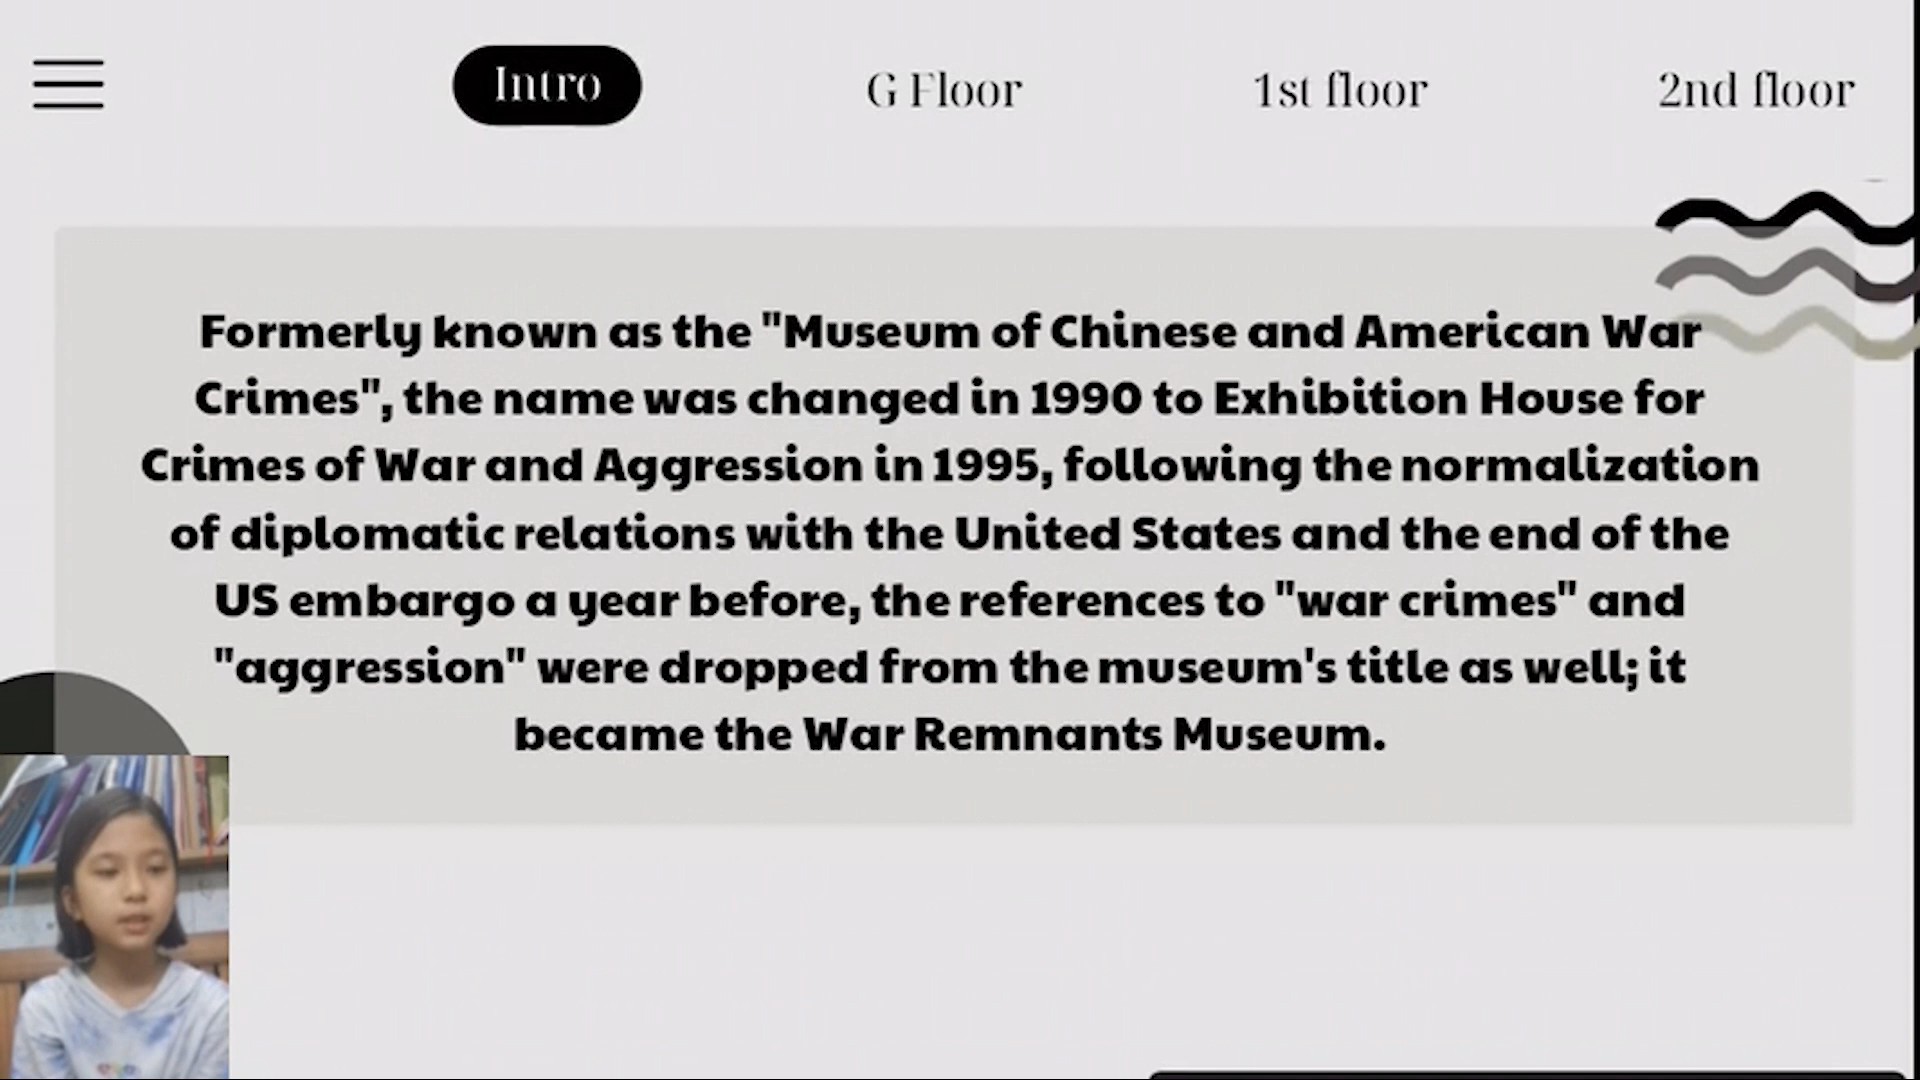 Intro
G Floor
1st floor
2nd floor
Formerly known as the "Museum of Chinese and American War
Crimes", the name was changed in 1990 to Exhibition House for
Crimes of War and Aggression in 1995, following the normalization
of diplomatic relations with the United States and the end of the
US embargo a year before, the references to "war crimes" and
"aggression" were dropped from the museum's title as well; it
became the War Remnants Museum.